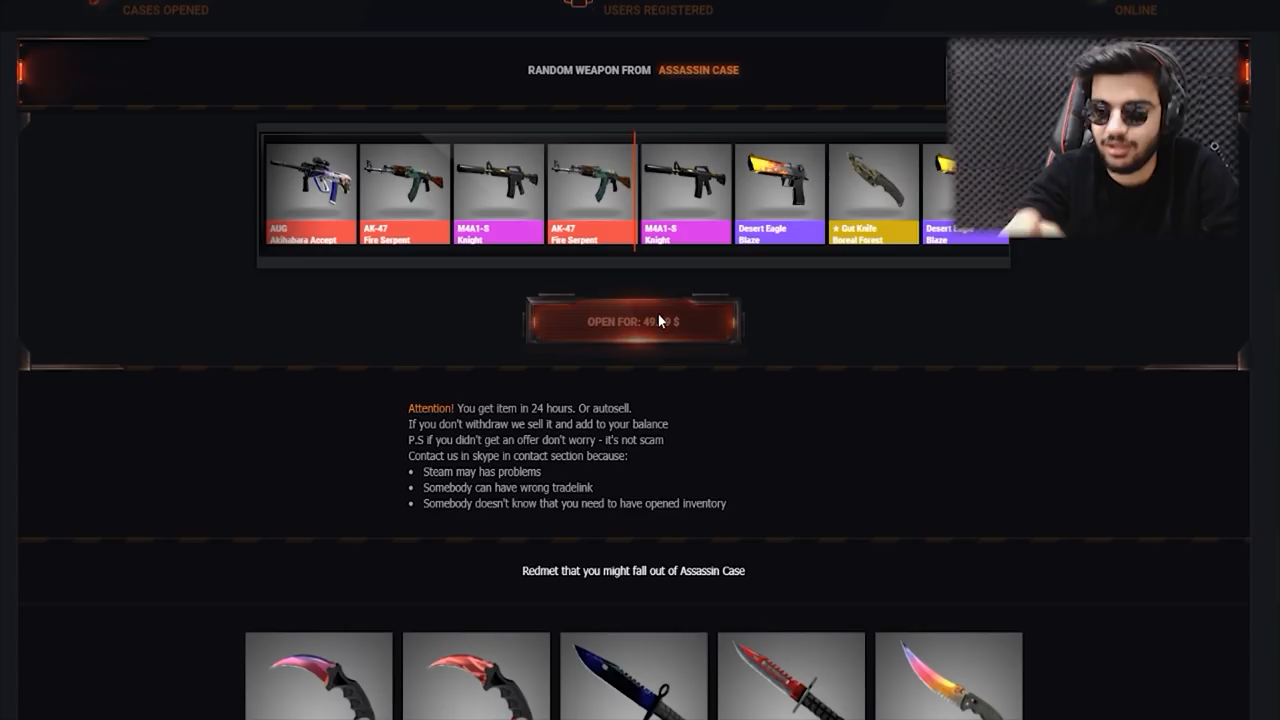 CASES OPENED
USERS REGISTERED
ONLINE
RANDOM WEAPON FROM ASSASSIN CASE
AUG
Akihabara Accept
AK-47
Fire Serpent
M4A1-S
Knight
AK-47
Fire Serpent
M4A1-S
Knight
Desert Eagle
Blaze
★ Gut Knife
Boreal Forest
Desert Eagle
Blaze
OPEN FOR: $
Attention! You get item in 24 hours. Or autosell.
If you don't withdraw we sell it and add to your balance
P.S if you didn't get an offer don't worry - it's not scam
Contact us in skype in contact section because:
• Steam may has problems
• Somebody can have wrong tradelink
• Somebody doesn't know that you need to have opened inventory
Redmet that you might fall out of Assassin Case